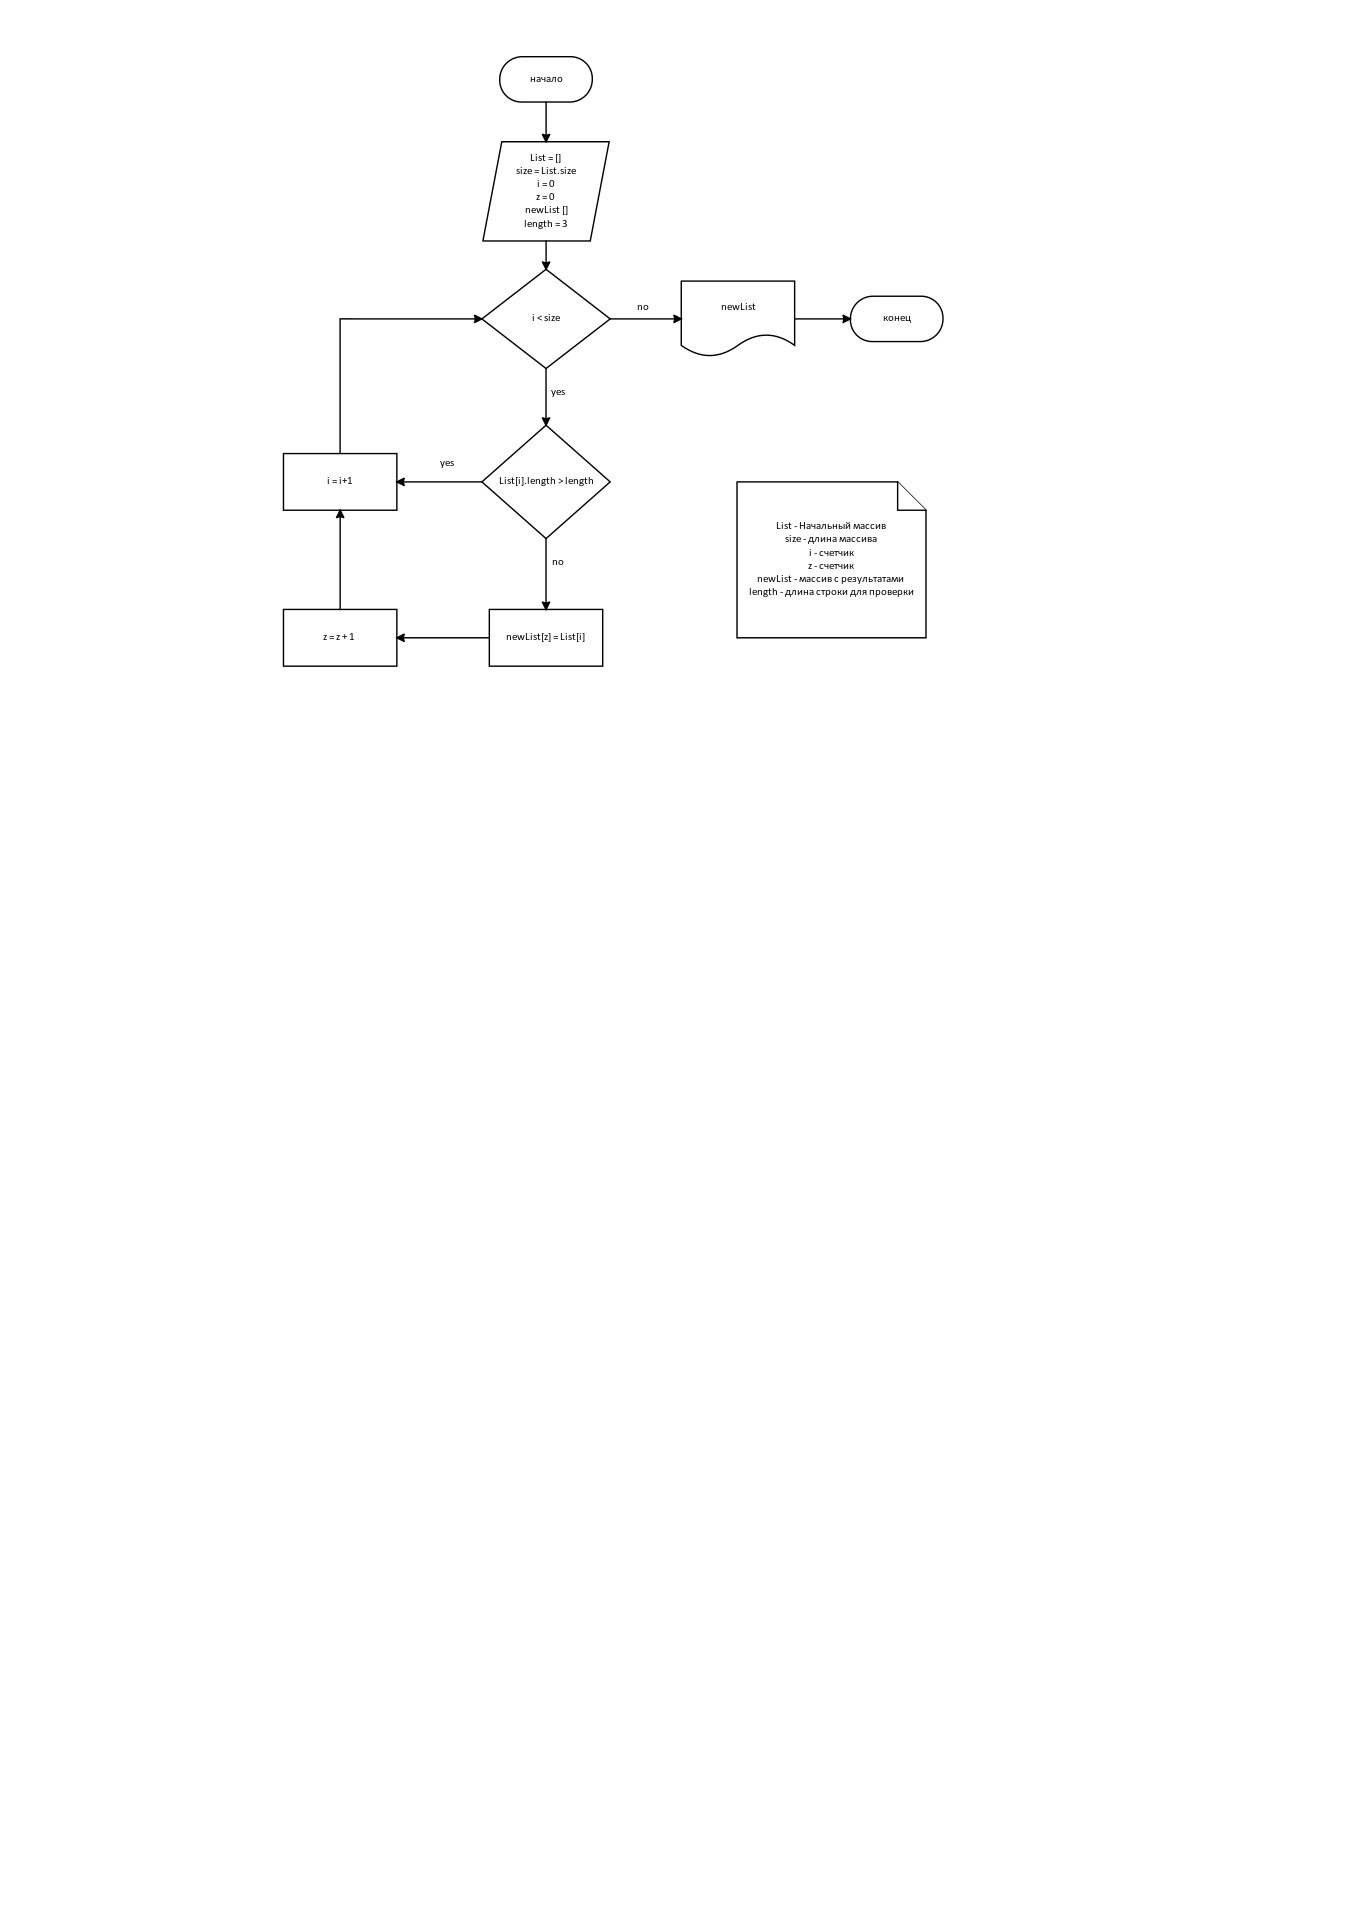 начало
List = []
size = List.size
i = 0
z = 0
newList []
length = 3
i < size
no
newList
конец
yes
List[i].length > length
yes
i = i+1
no
newList[z] = List[i]
z = z + 1
List - Начальный массив
size - длина массива
i - счетчик
z - счетчик
newList - массив с результатами
length - длина строки для проверки